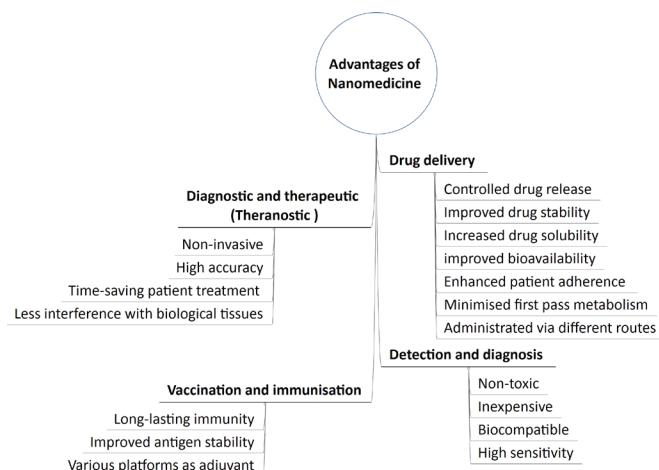 Advantages of
Nanomedicine
Drug delivery
Controlled drug release
Improved drug stability
Increased drug solubility
improved bioavailability
Enhanced patient adherence
Minimised first pass metabolism
Administrated via different routes
Diagnostic and therapeutic
(Theranostic )
Non-invasive
High accuracy
Time-saving patient treatment
Less interference with biological tissues
Detection and diagnosis
Non-toxic
Inexpensive
Biocompatible
High sensitivity
Vaccination and immunisation
Long-lasting immunity
Improved antigen stability
Various platforms as adjuvant